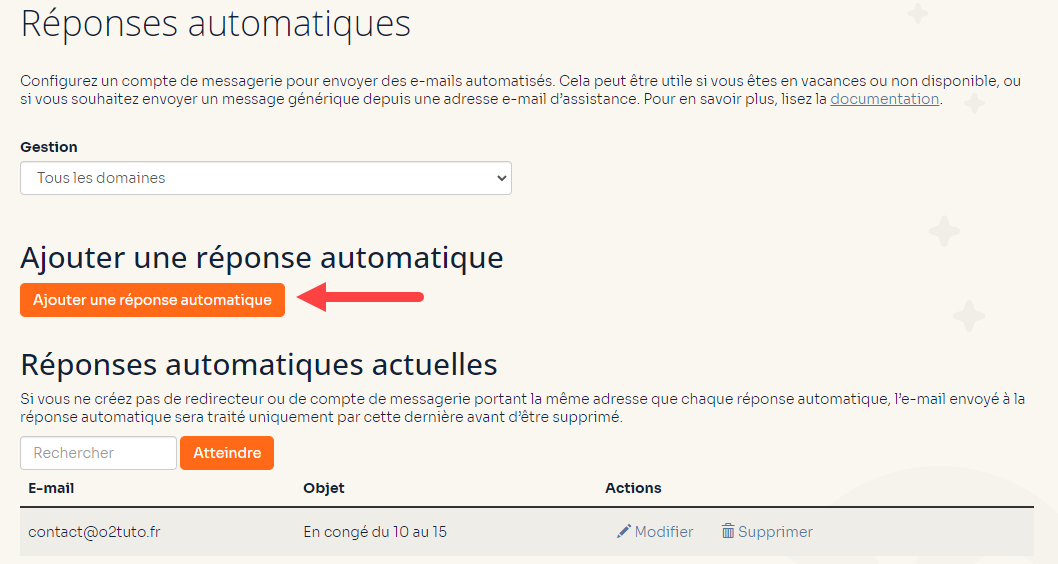 Réponses automatiques
Configurez un compte de messagerie pour envoyer des e-mails automatisés. Cela peut être utile si vous êtes en vacances ou non disponible, ou
si vous souhaitez envoyer un message générique depuis une adresse e-mail d’assistance. Pour en savoir plus, lisez la documentation.
Gestion
Tous les domaines
Ajouter une réponse automatique
Ajouter une réponse automatique
Réponses automatiques actuelles
Si vous ne créez pas de redirecteur ou de compte de messagerie portant la même adresse que chaque réponse automatique, l’e-mail envoyé à la
réponse automatique sera traité uniquement par cette dernière avant d’être supprimé.
Rechercher Atteindre
E-mail Objet Actions
contact@o2tuto.fr En congé du 10 au 15 Modifier Supprimer